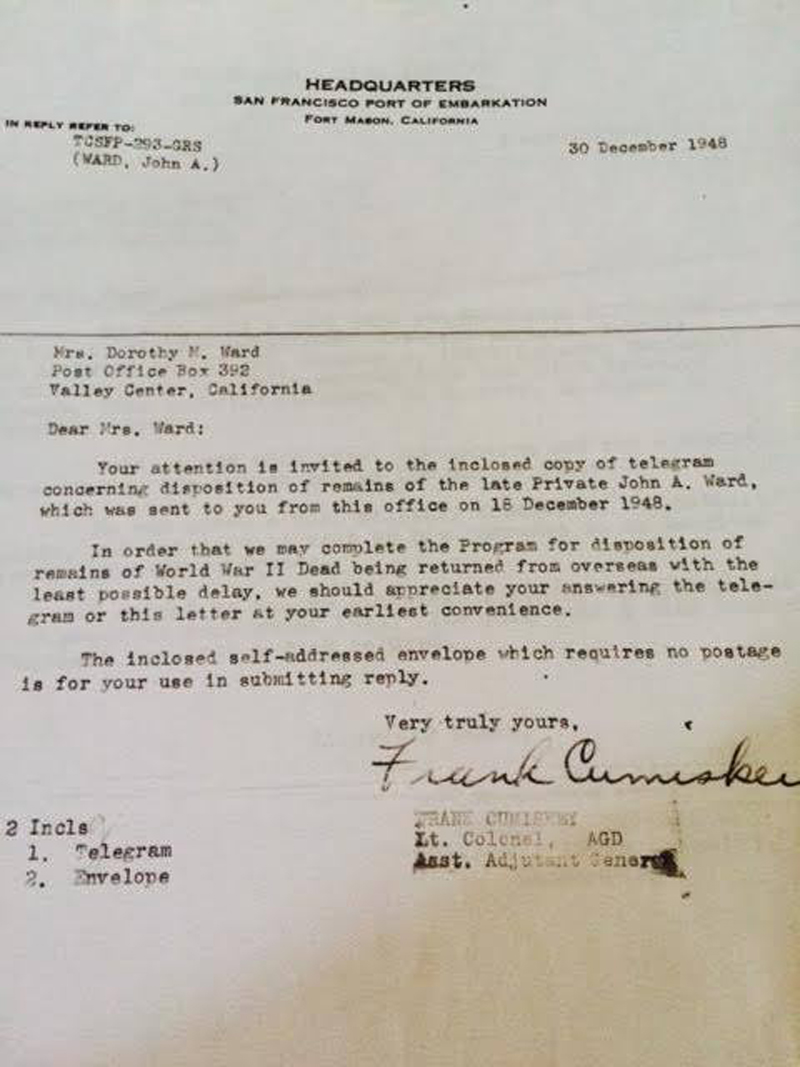 HEADQUARTERS
SAN FRANCISCO PORT OF EMBARKATION
FORT MASON, CALIFORNIA
IN REPLY REFER TO:
TCSFP-293-GRS
(WARD, John A.)
30 December 1948
Mrs. Dorothy M. Ward
Post Office Box 392
Valley Center, California
Dear Mrs. Ward:
Your attention is invited to the inclosed copy of telegram
concerning disposition of remains of the late Private John A. Ward,
which was sent to you from this office on 18 December 1948.
In order that we may complete the Program for disposition of
remains of World War II Dead being returned from overseas with the
least possible delay, we should appreciate your answering the tele-
gram or this letter at your earliest convenience.
The inclosed self-addressed envelope which requires no postage
is for your use in submitting reply.
Very truly yours,
Frank Cumiskey
2 Incls
1. Telegram
2. Envelope
FRANK CUMISKEY
Lt. Colonel, AGD
Asst. Adjutant General